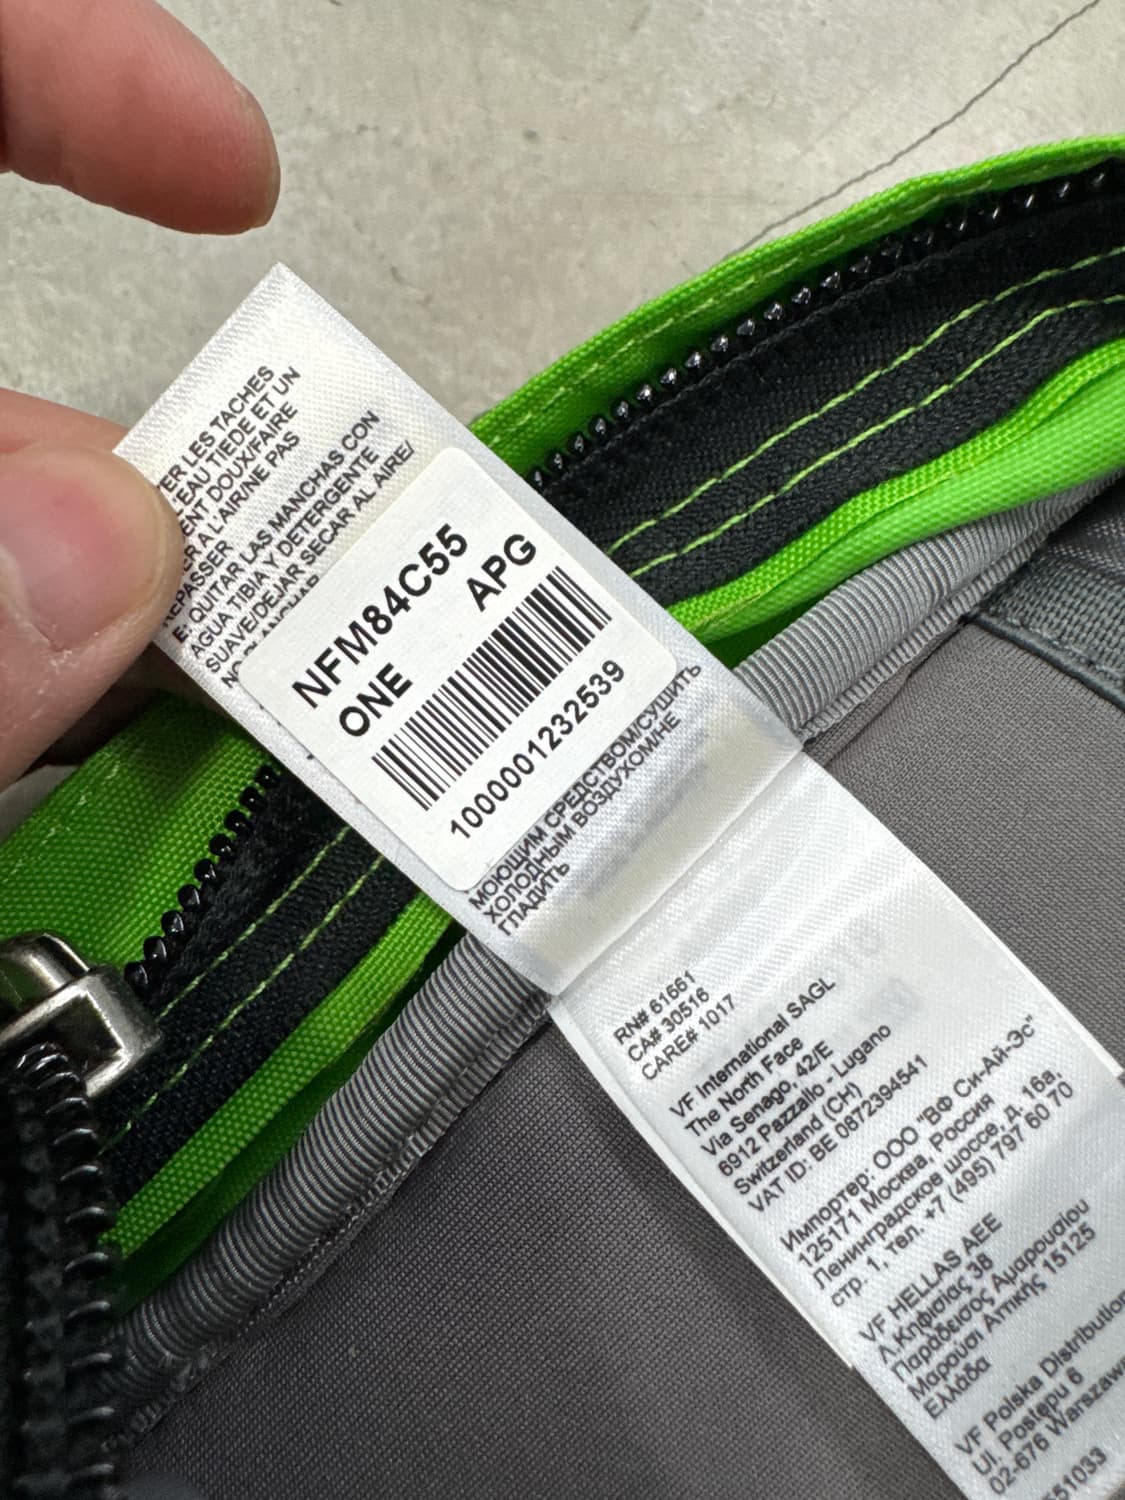 LES TACHES
TIEDE ET UN
DOUX/FAIRE
A L'AIR/NE PAS
REPASSER
E. QUITAR LAS MANCHAS CON
AGUA TIBIA Y DETERGENTE
SUAVE/DEJAR SECAR AL AIRE/
NFM84C55
ONE APG
1000001232539
МОЮЩИМ СРЕДСТВОМ/СУШИТЬ
ХОЛОДНЫМ ВОЗДУХОМ/НЕ
ГЛАДИТЬ
RN# 61661
CA# 30516
CARE# 1017
VF International SAGL
The North Face
Via Senago, 42/E
6912 Pazzallo - Lugano
Switzerland (CH)
VAT ID: BE 0872394541
Импортер: ООО "ВФ Си-Ай-Эс"
125171 Москва, Россия
Ленинградское шоссе, д. 16а,
стр. 1, тел. +7 (495) 797 60 70
VF HELLAS AEE
Λ.Κηφισίας 38
Παράδεισος Αμαρουσίου
Μαρούσι Αττικής 15125
Ελλάδα
VF Polska Distribution
Ul. Postępu 6
02-676 Warszawa
51033